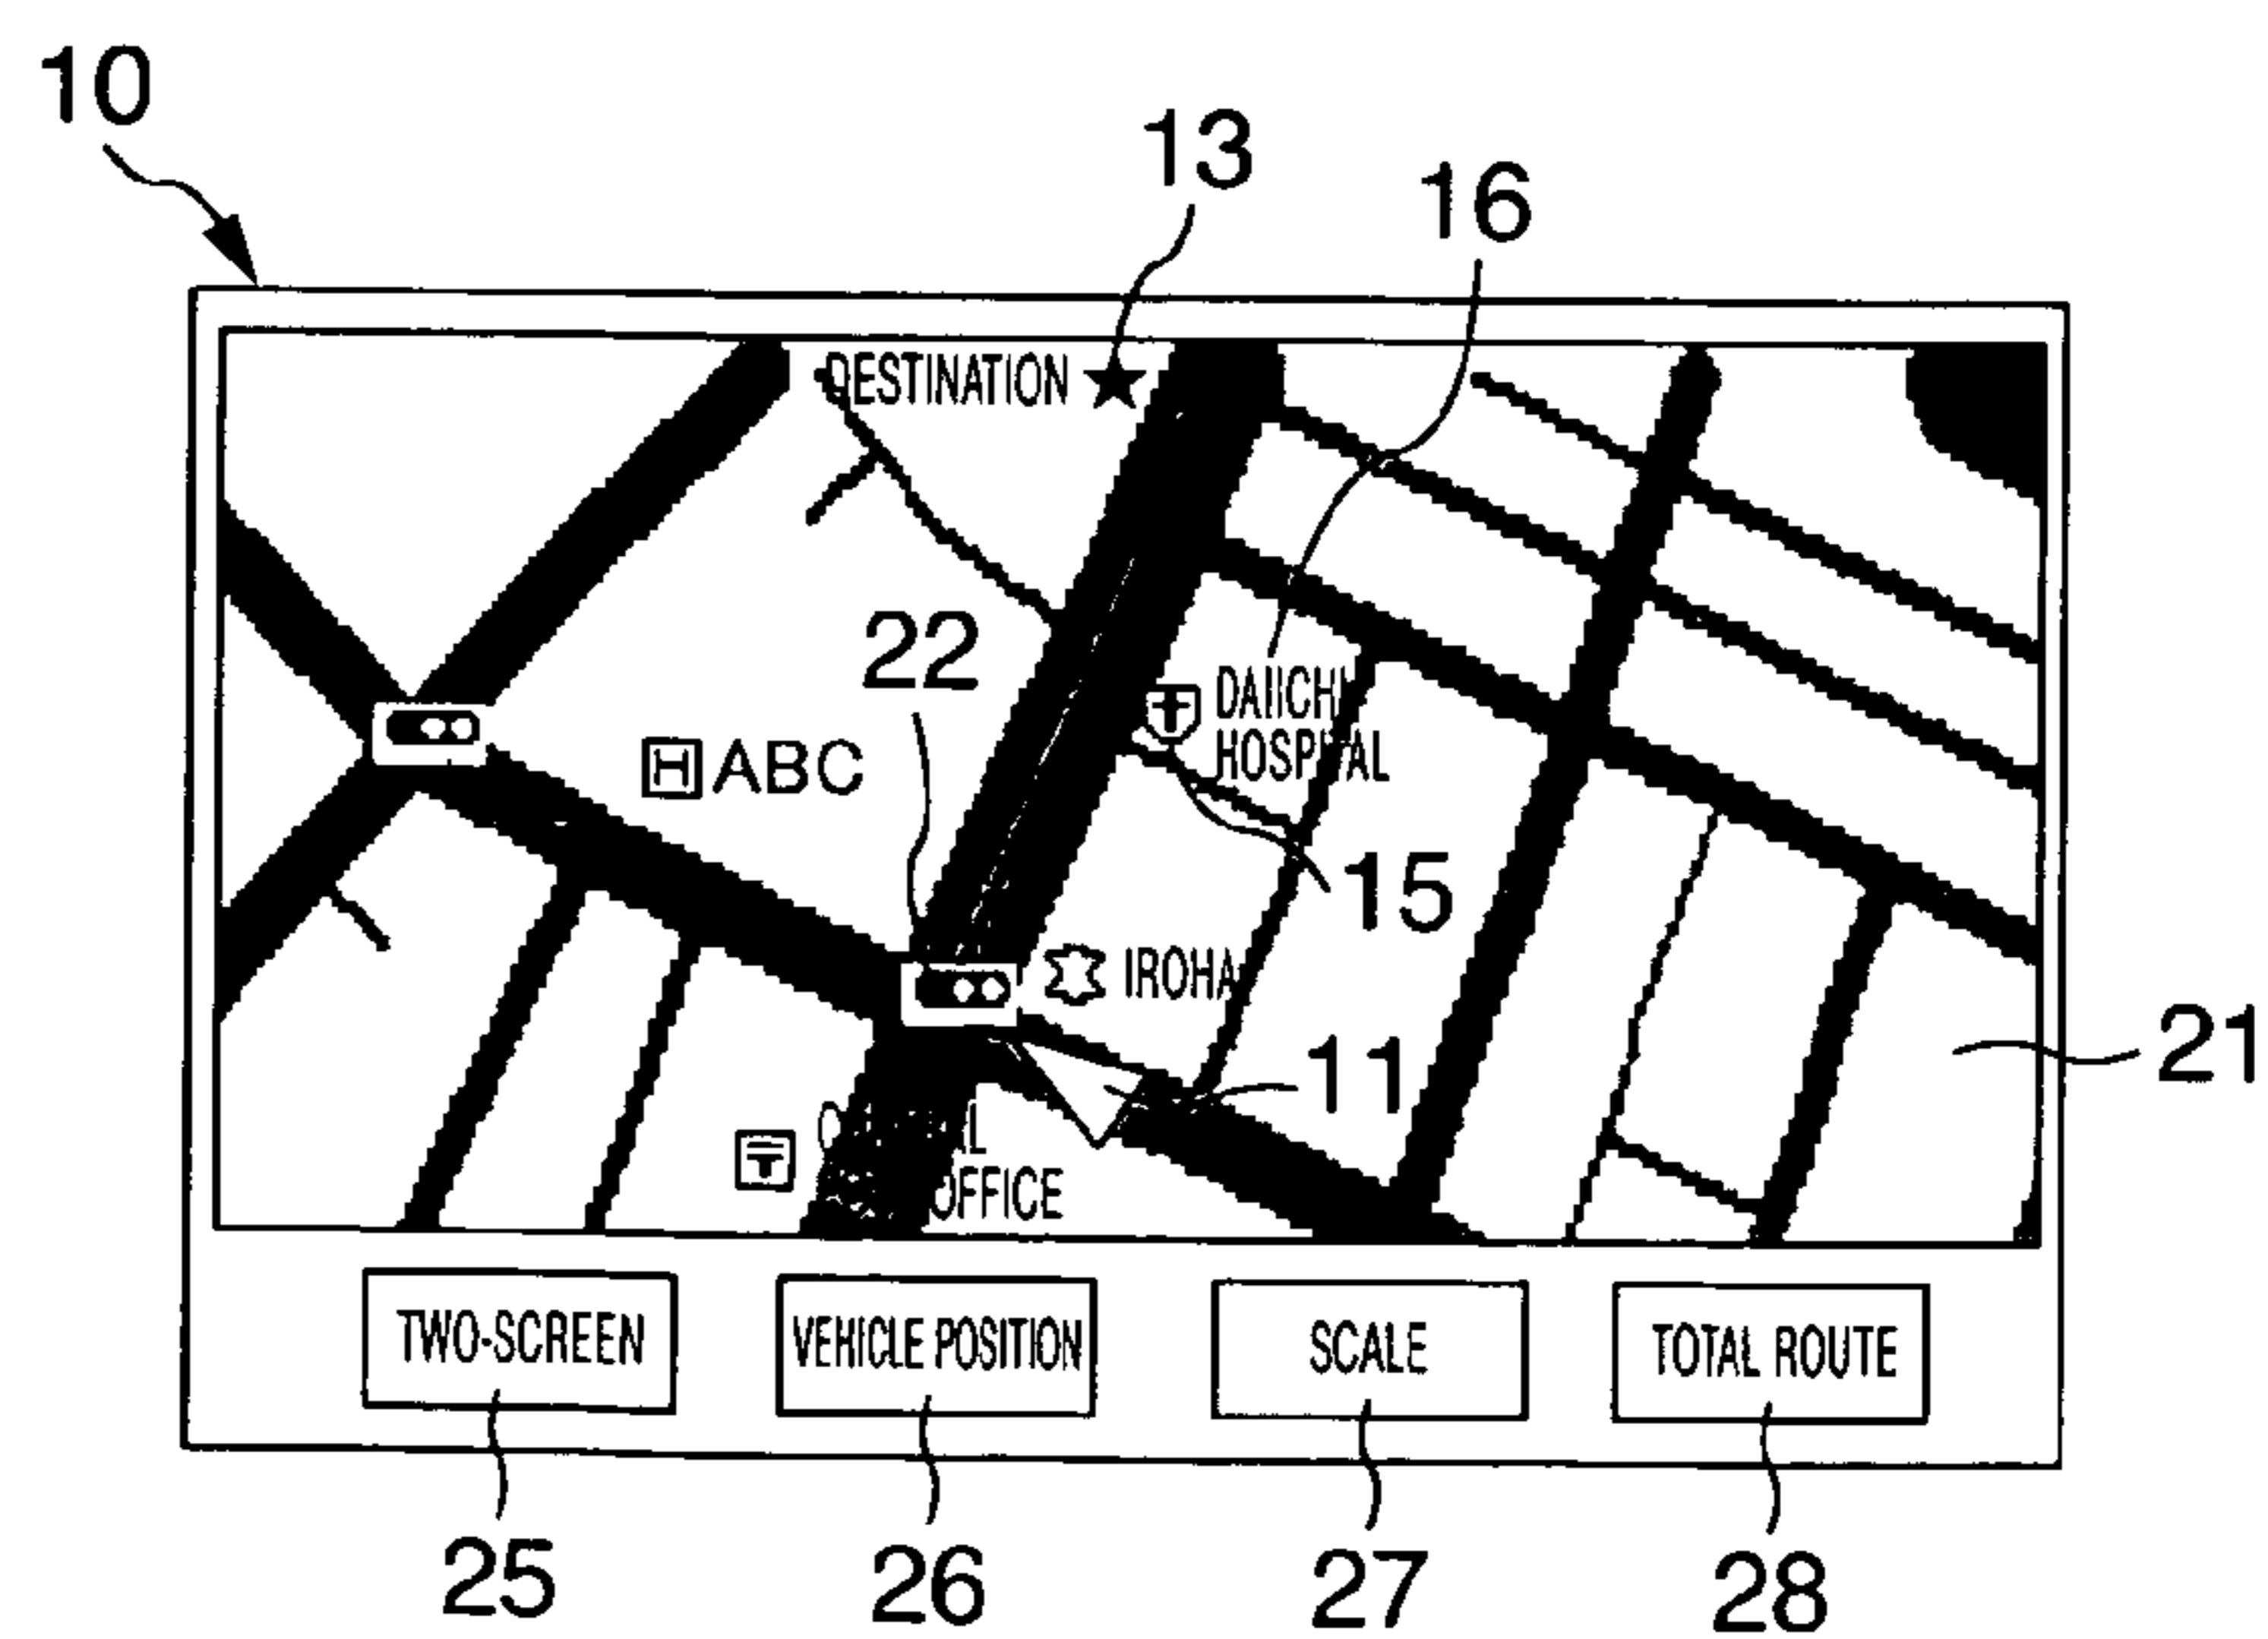 10
13
16
DESTINATION
22
DAIICHI
HOSPITAL
H ABC
15
IROHA
11
21
OFFICE
TWO-SCREEN
VEHICLE POSITION
SCALE
TOTAL ROUTE
25
26
27
28